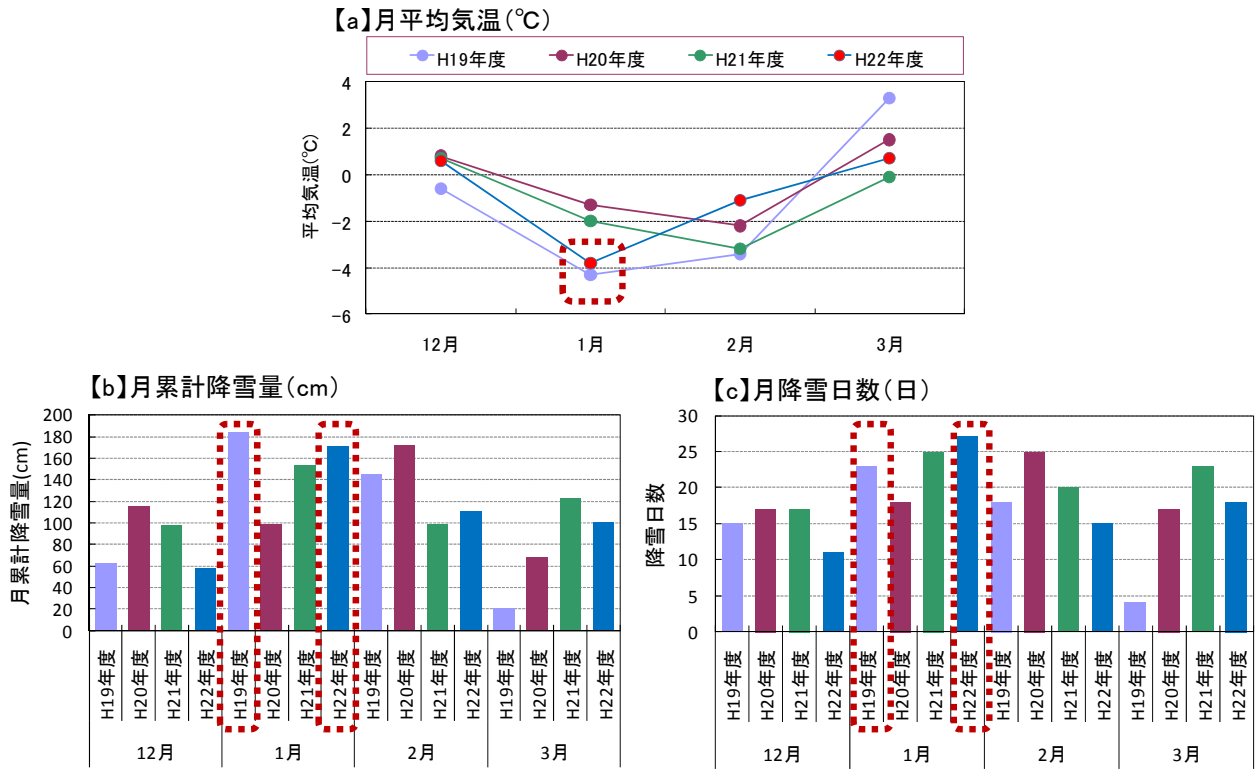 【a】月平均気温(℃)
H19年度 H20年度 H21年度 H22年度
平均気温(℃)
4
2
0
-2
-4
-6
12月 1月 2月 3月
【b】月累計降雪量(cm)
月累計降雪量(cm)
200
180
160
140
120
100
80
60
40
20
0
H19年度 H20年度 H21年度 H22年度 H19年度 H20年度 H21年度 H22年度 H19年度 H20年度 H21年度 H22年度 H19年度 H20年度 H21年度 H22年度
12月 1月 2月 3月
【c】月降雪日数(日)
降雪日数
30
25
20
15
10
5
0
H19年度 H20年度 H21年度 H22年度 H19年度 H20年度 H21年度 H22年度 H19年度 H20年度 H21年度 H22年度 H19年度 H20年度 H21年度 H22年度
12月 1月 2月 3月